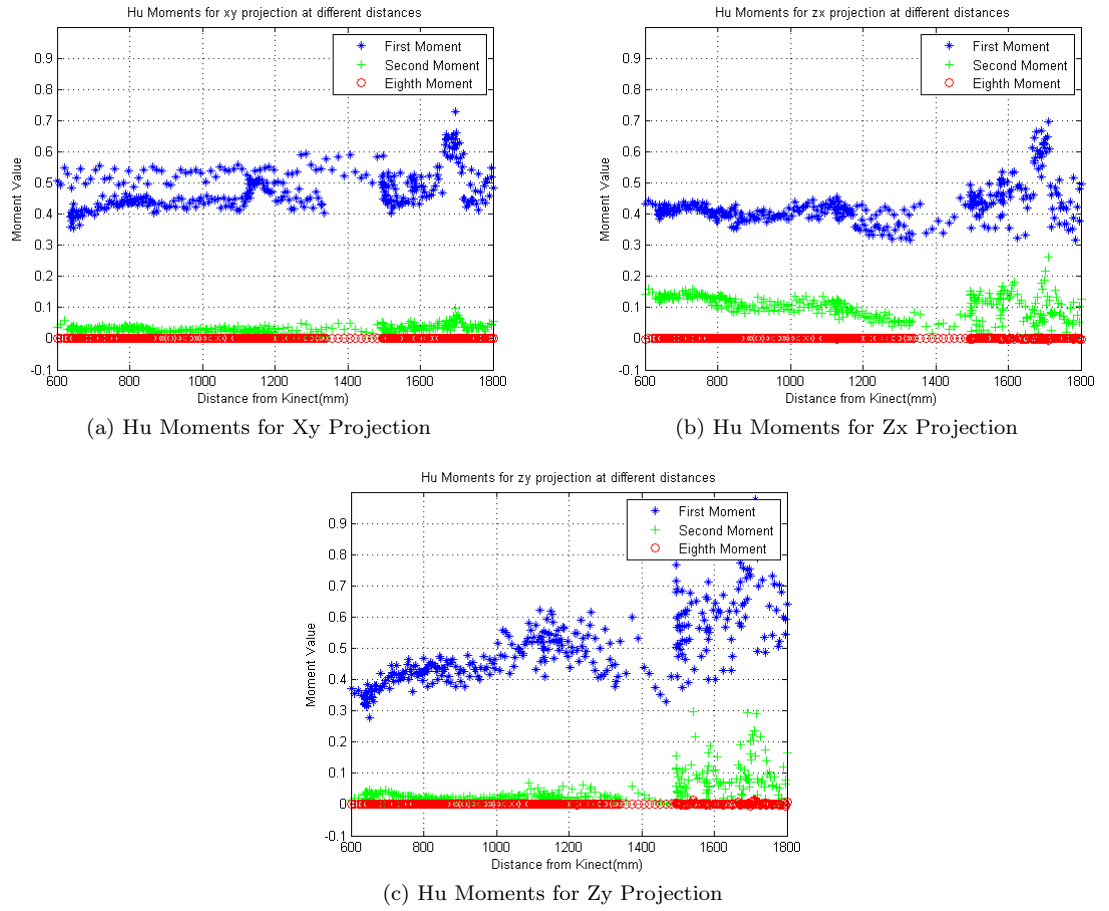 Hu Moments for xy projection at different distances
First Moment
Second Moment
Eighth Moment
0.9
0.8
0.7
0.6
0.5
0.4
0.3
0.2
0.1
0
-0.1
Moment Value
600 800 1000 1200 1400 1600 1800
Distance from Kinect(mm)
(a) Hu Moments for Xy Projection
Hu Moments for zx projection at different distances
First Moment
Second Moment
Eighth Moment
0.9
0.8
0.7
0.6
0.5
0.4
0.3
0.2
0.1
0
-0.1
Moment Value
600 800 1000 1200 1400 1600 1800
Distance from Kinect(mm)
(b) Hu Moments for Zx Projection
Hu Moments for zy projection at different distances
First Moment
Second Moment
Eighth Moment
0.9
0.8
0.7
0.6
0.5
0.4
0.3
0.2
0.1
0
-0.1
Moment Value
600 800 1000 1200 1400 1600 1800
Distance from Kinect(mm)
(c) Hu Moments for Zy Projection